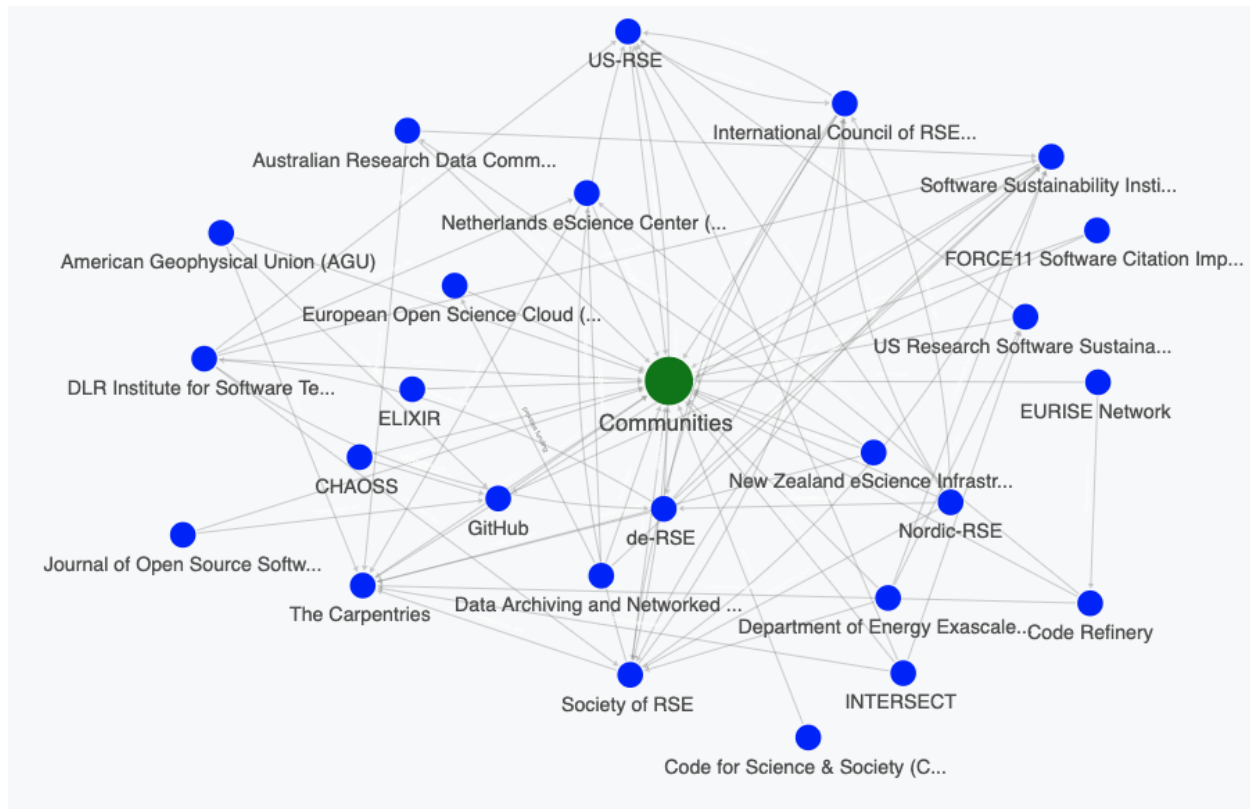 US-RSE
International Council of RSE...
Australian Research Data Comm...
Software Sustainability Insti...
Netherlands eScience Center (...
American Geophysical Union (AGU)
FORCE11 Software Citation Imp...
European Open Science Cloud (...
US Research Software Sustaina...
DLR Institute for Software Te...
ELIXIR
EURISE Network
Communities
CHAOSS
New Zealand eScience Infrastr...
GitHub
Nordic-RSE
de-RSE
Journal of Open Source Softw...
The Carpentries
Data Archiving and Networked ...
Department of Energy Exascale...
Code Refinery
Society of RSE
INTERSECT
Code for Science & Society (C...